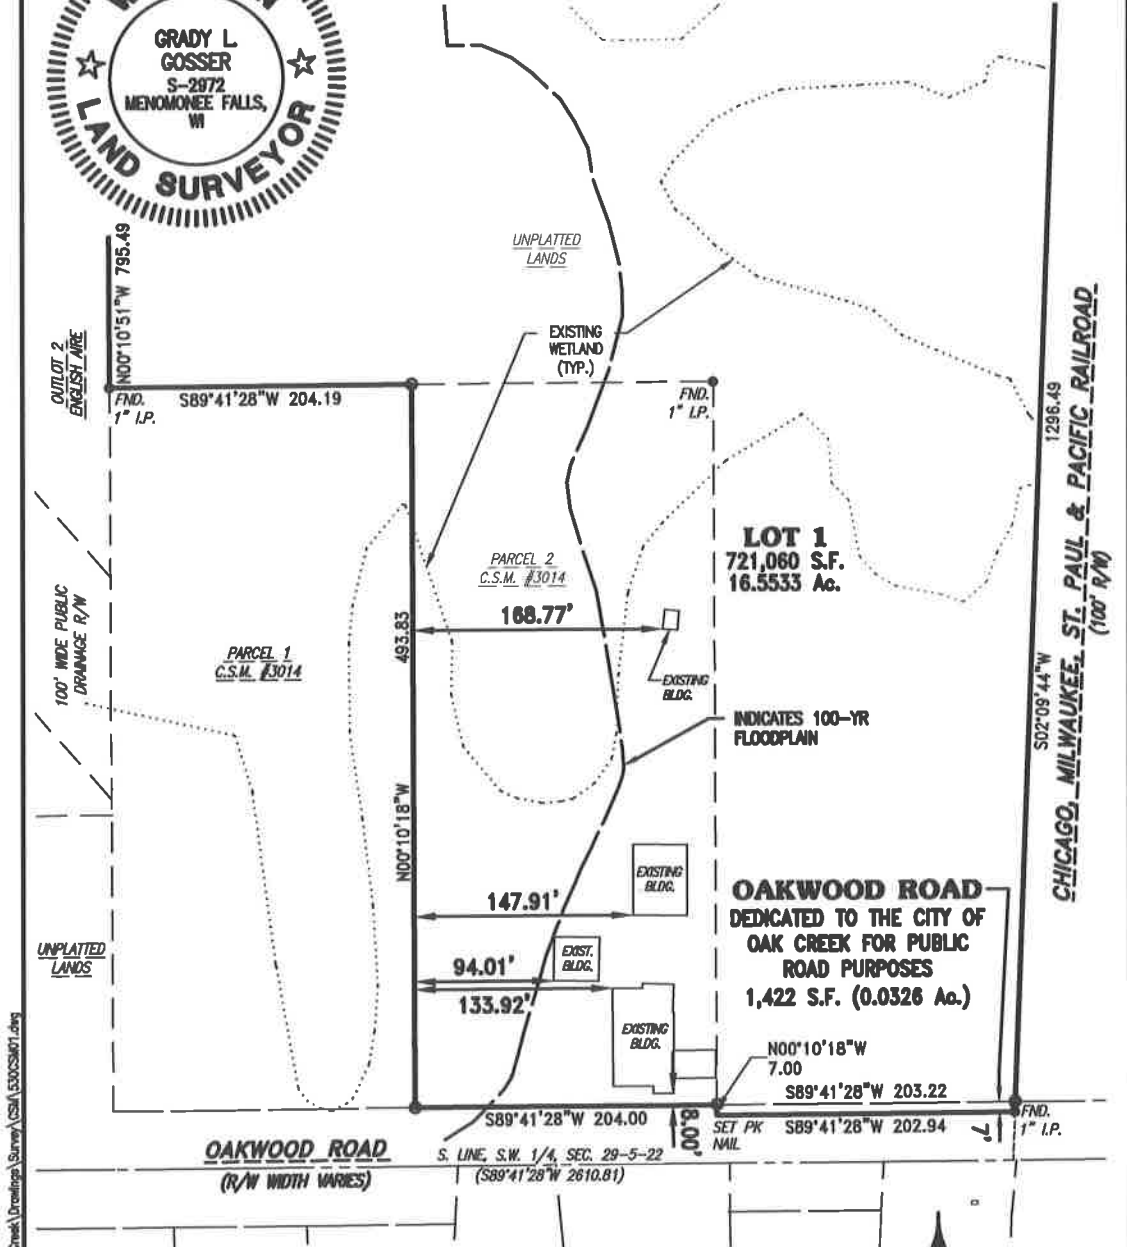 GRADY L.
GOSSER
S-2972
MENOMONEE FALLS,
WI
LAND SURVEYOR
N00°10'51"W 795.49
UNPLATTED
LANDS
OUTLOT 2
ENGLISH AIRE
EXISTING
WETLAND
(TYP.)
FND.
1" I.P.
S89°41'28"W 204.19
FND.
1" I.P.
1296.49
CHICAGO, MILWAUKEE, ST. PAUL & PACIFIC RAILROAD
(100' R/W)
S02°09'44"W
LOT 1
721,060 S.F.
16.5533 Ac.
PARCEL 2
C.S.M. #3014
168.77'
493.83
100' WIDE PUBLIC
DRAINAGE R/W
PARCEL 1
C.S.M. #3014
EXISTING
BLDG.
INDICATES 100-YR
FLOODPLAIN
N00°10'18"W
EXISTING
BLDG.
147.91'
OAKWOOD ROAD
DEDICATED TO THE CITY OF
OAK CREEK FOR PUBLIC
ROAD PURPOSES
1,422 S.F. (0.0326 Ac.)
UNPLATTED
LANDS
EXIST.
BLDG.
94.01'
133.92'
EXISTING
BLDG.
N00°10'18"W
7.00
S89°41'28"W 203.22
S89°41'28"W 204.00
8.00'
SET PK
NAIL
S89°41'28"W 202.94
7'
FND.
1" I.P.
OAKWOOD ROAD
(R/W WIDTH VARIES)
S. LINE, S.W. 1/4, SEC. 29-5-22
(S89°41'28"W 2610.81)
\Drawings\Survey\CSM\530CSM01.dwg